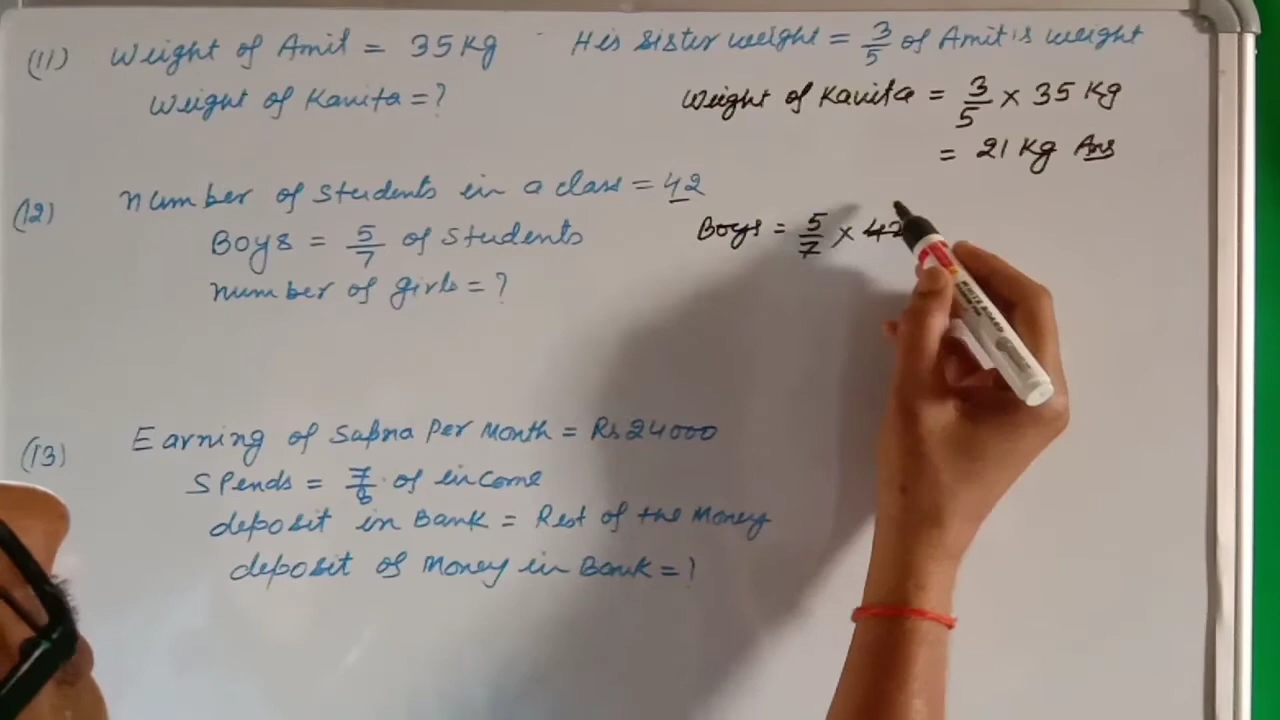 (11) Weight of Amit = 35 Kg
His sister weight = 3/5 of Amit's weight
Weight of Kavita = ?
Weight of Kavita = 3/5 × 35 Kg
= 21 Kg Ans
(12) Number of students in a class = 42
Boys = 5/7 of students
Boys = 5/7 × 42
Number of girls = ?
(13) Earning of Sapna Per Month = Rs 24000
Spends = 7/8 of income
deposit in Bank = Rest of the Money
deposit of Money in Bank = ?
WHITE BOARD